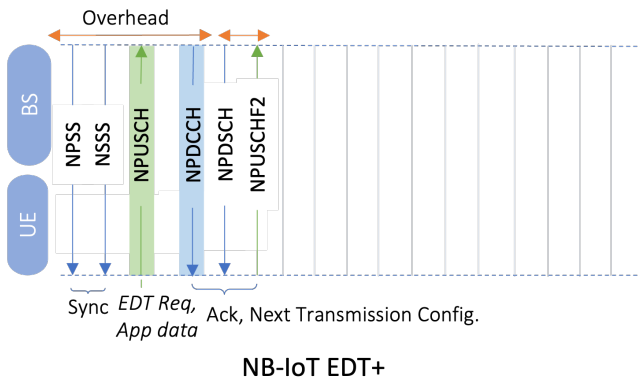 Overhead
BS
UE
NPSS
NSSS
NPUSCH
NPDCCH
NPDSCH
NPUSCHF2
Sync
EDT Req,
App data
Ack, Next Transmission Config.
NB-IoT EDT+